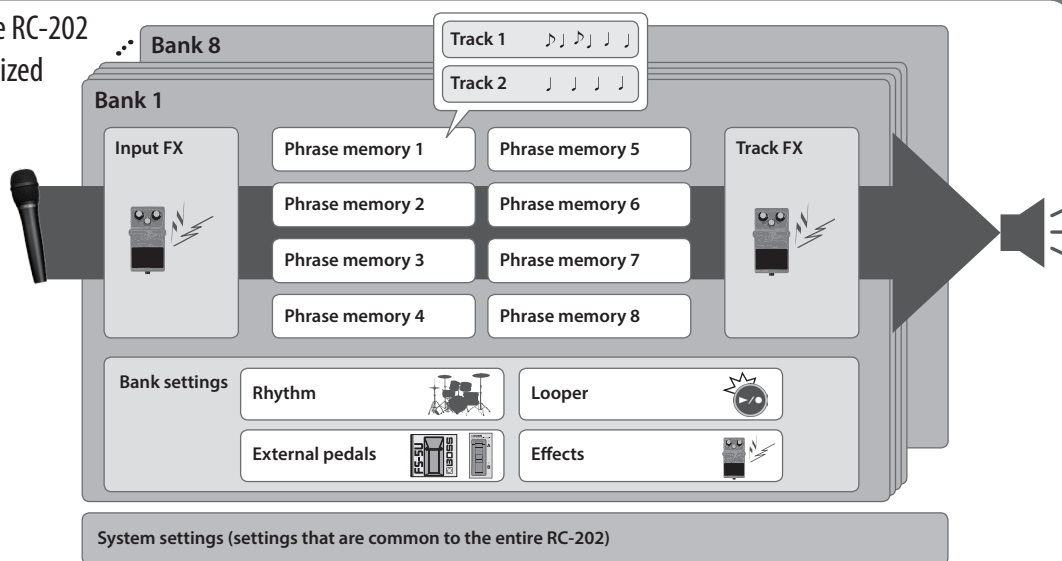 e RC-202
ized
Bank 8
Track 1
Track 2
Bank 1
Input FX
Phrase memory 1
Phrase memory 5
Track FX
Phrase memory 2
Phrase memory 6
Phrase memory 3
Phrase memory 7
Phrase memory 4
Phrase memory 8
Bank settings
Rhythm
Looper
External pedals
FS-5U
BOSS
Effects
System settings (settings that are common to the entire RC-202)